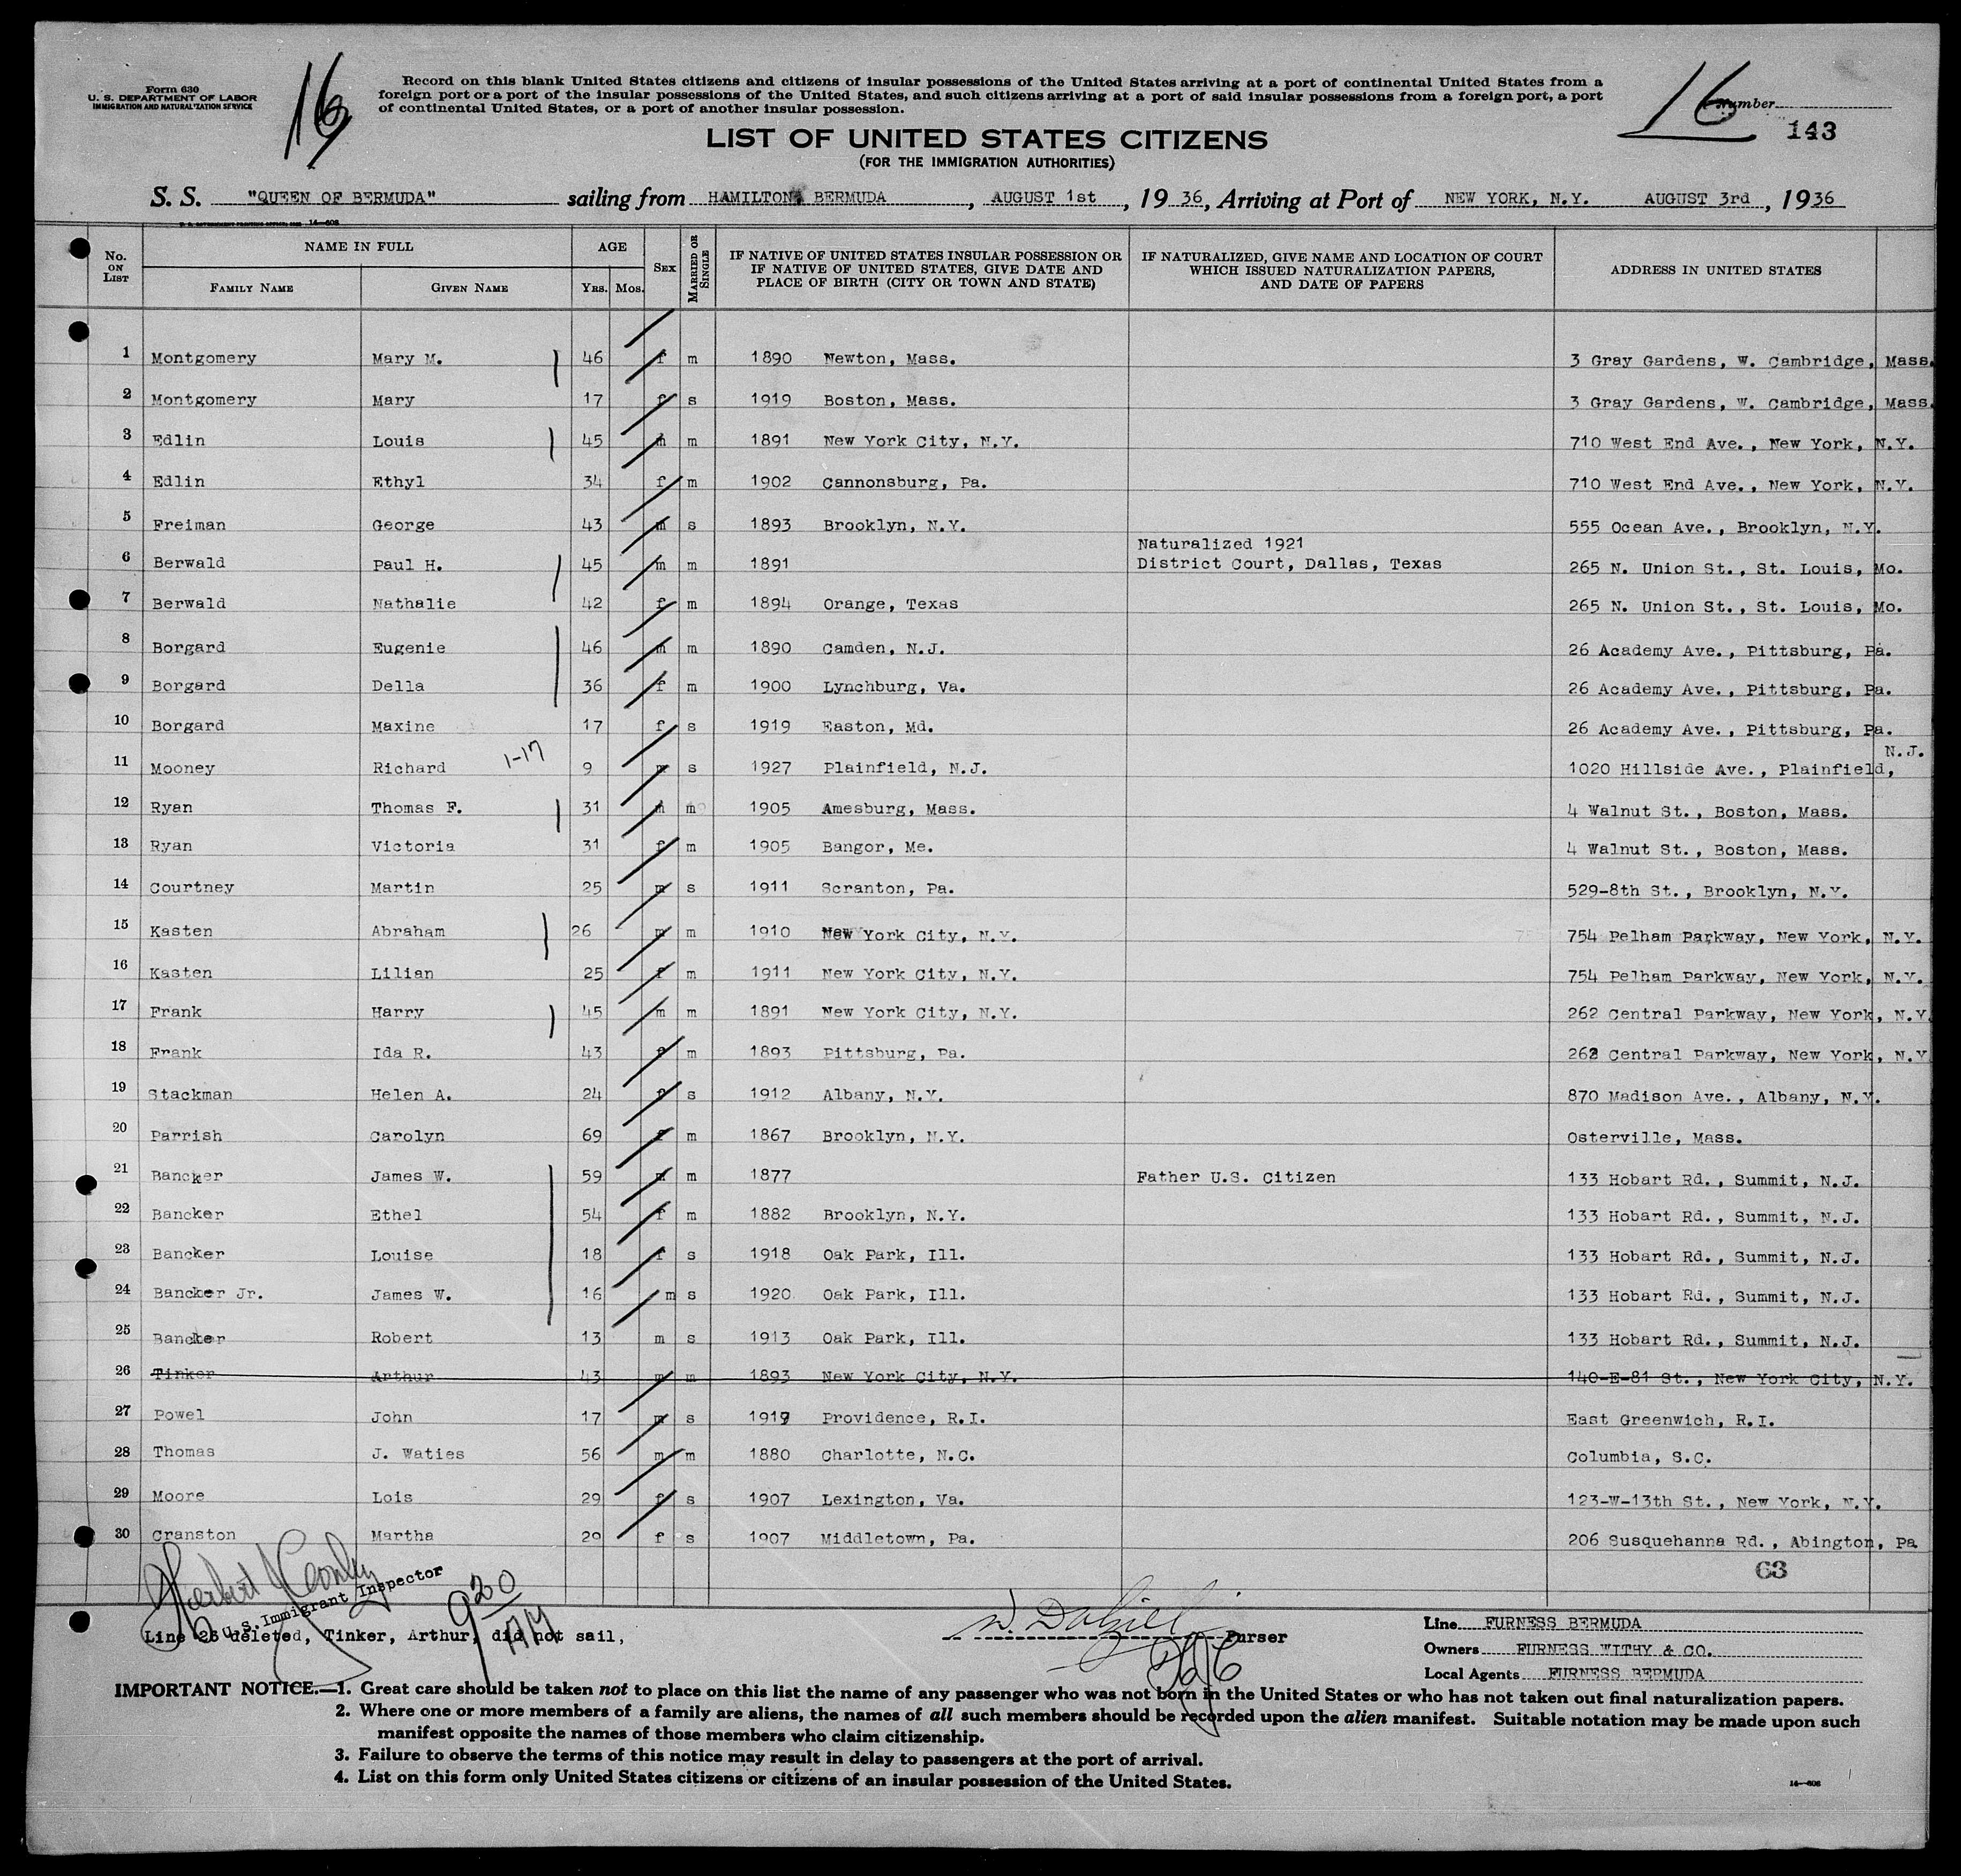 Form 630
U. S. DEPARTMENT OF LABOR
IMMIGRATION AND NATURALIZATION SERVICE
16
Record on this blank United States citizens and citizens of insular possessions of the United States arriving at a port of continental United States from a
foreign port or a port of the insular possessions of the United States, and such citizens arriving at a port of said insular possessions from a foreign port, a port
of continental United States, or a port of another insular possession.
16
Number
143
LIST OF UNITED STATES CITIZENS
(FOR THE IMMIGRATION AUTHORITIES)
S. S. "QUEEN OF BERMUDA" sailing from HAMILTON, BERMUDA, AUGUST 1st, 19 36, Arriving at Port of NEW YORK, N.Y. AUGUST 3rd, 1936
No. ON LIST NAME IN FULL FAMILY NAME GIVEN NAME AGE YRS. MOS. SEX MARRIED OR SINGLE IF NATIVE OF UNITED STATES INSULAR POSSESSION OR IF NATIVE OF UNITED STATES, GIVE DATE AND PLACE OF BIRTH (CITY OR TOWN AND STATE) IF NATURALIZED, GIVE NAME AND LOCATION OF COURT WHICH ISSUED NATURALIZATION PAPERS, AND DATE OF PAPERS ADDRESS IN UNITED STATES
1 Montgomery Mary M. 46 f m 1890 Newton, Mass. 3 Gray Gardens, W. Cambridge, Mass.
2 Montgomery Mary 17 f s 1919 Boston, Mass. 3 Gray Gardens, W. Cambridge, Mass.
3 Edlin Louis 45 m m 1891 New York City, N.Y. 710 West End Ave., New York, N.Y.
4 Edlin Ethyl 34 f m 1902 Cannonsburg, Pa. 710 West End Ave., New York, N.Y.
5 Freiman George 43 m s 1893 Brooklyn, N.Y. 555 Ocean Ave., Brooklyn, N.Y.
Naturalized 1921
6 Berwald Paul H. 45 m m 1891 District Court, Dallas, Texas 265 N. Union St., St. Louis, Mo.
7 Berwald Nathalie 42 f m 1894 Orange, Texas 265 N. Union St., St. Louis, Mo.
8 Borgard Eugenie 46 m m 1890 Camden, N.J. 26 Academy Ave., Pittsburg, Pa.
9 Borgard Della 36 f m 1900 Lynchburg, Va. 26 Academy Ave., Pittsburg, Pa.
10 Borgard Maxine 17 f s 1919 Easton, Md. 26 Academy Ave., Pittsburg, Pa.
11 Mooney Richard 1-17 9 m s 1927 Plainfield, N.J. 1020 Hillside Ave., Plainfield, N.J.
12 Ryan Thomas F. 31 m m 1905 Amesburg, Mass. 4 Walnut St., Boston, Mass.
13 Ryan Victoria 31 f m 1905 Bangor, Me. 4 Walnut St., Boston, Mass.
14 Courtney Martin 25 m s 1911 Scranton, Pa. 529-8th St., Brooklyn, N.Y.
15 Kasten Abraham 26 m m 1910 New York City, N.Y. 754 Pelham Parkway, New York, N.Y.
16 Kasten Lilian 25 f m 1911 New York City, N.Y. 754 Pelham Parkway, New York, N.Y.
17 Frank Harry 45 m m 1891 New York City, N.Y. 262 Central Parkway, New York, N.Y.
18 Frank Ida R. 43 f m 1893 Pittsburg, Pa. 262 Central Parkway, New York, N.Y.
19 Stackman Helen A. 24 f s 1912 Albany, N.Y. 870 Madison Ave., Albany, N.Y.
20 Parrish Carolyn 69 f m 1867 Brooklyn, N.Y. Osterville, Mass.
21 Bancker James W. 59 m m 1877 Father U.S. Citizen 133 Hobart Rd., Summit, N.J.
22 Bancker Ethel 54 f m 1882 Brooklyn, N.Y. 133 Hobart Rd., Summit, N.J.
23 Bancker Louise 18 f s 1918 Oak Park, Ill. 133 Hobart Rd., Summit, N.J.
24 Bancker Jr. James W. 16 m s 1920 Oak Park, Ill. 133 Hobart Rd., Summit, N.J.
25 Bancker Robert 13 m s 1913 Oak Park, Ill. 133 Hobart Rd., Summit, N.J.
26 Tinker Arthur 43 m m 1893 New York City, N.Y. 140-E-81 St., New York City, N.Y.
27 Powel John 17 m s 1919 Providence, R.I. East Greenwich, R.I.
28 Thomas J. Waties 56 m m 1880 Charlotte, N.C. Columbia, S.C.
29 Moore Lois 29 f s 1907 Lexington, Va. 123-W-13th St., New York, N.Y.
30 Cranston Martha 29 f s 1907 Middletown, Pa. 206 Susquehanna Rd., Abington, Pa
63
U.S. Immigrant Inspector
920 AM
Line 26 deleted, Tinker, Arthur, did not sail,
Purser
Line FURNESS BERMUDA
Owners FURNESS WITHY & CO.
Local Agents FURNESS BERMUDA
IMPORTANT NOTICE.—1. Great care should be taken not to place on this list the name of any passenger who was not born in the United States or who has not taken out final naturalization papers.
2. Where one or more members of a family are aliens, the names of all such members should be recorded upon the alien manifest. Suitable notation may be made upon such
manifest opposite the names of those members who claim citizenship.
3. Failure to observe the terms of this notice may result in delay to passengers at the port of arrival.
4. List on this form only United States citizens or citizens of an insular possession of the United States.
14—608